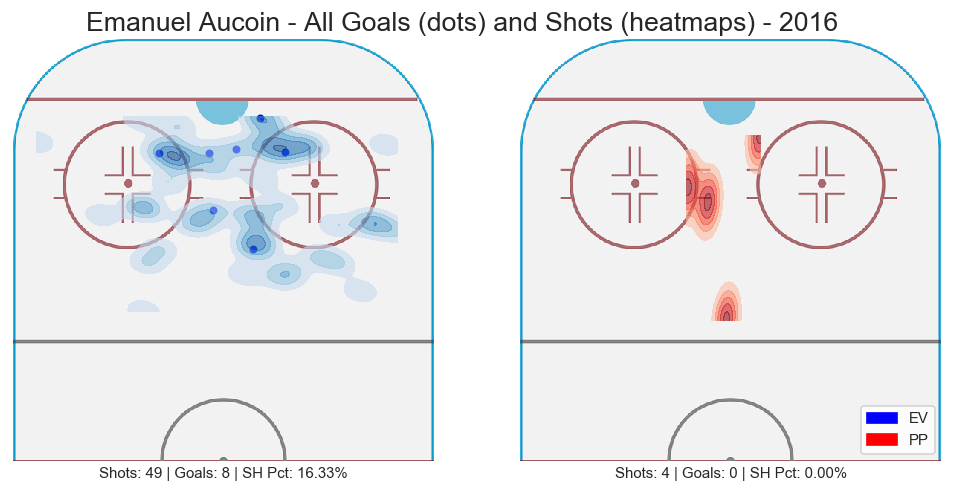 Emanuel Aucoin - All Goals (dots) and Shots (heatmaps) - 2016
EV
PP
Shots: 49 | Goals: 8 | SH Pct: 16.33%
Shots: 4 | Goals: 0 | SH Pct: 0.00%